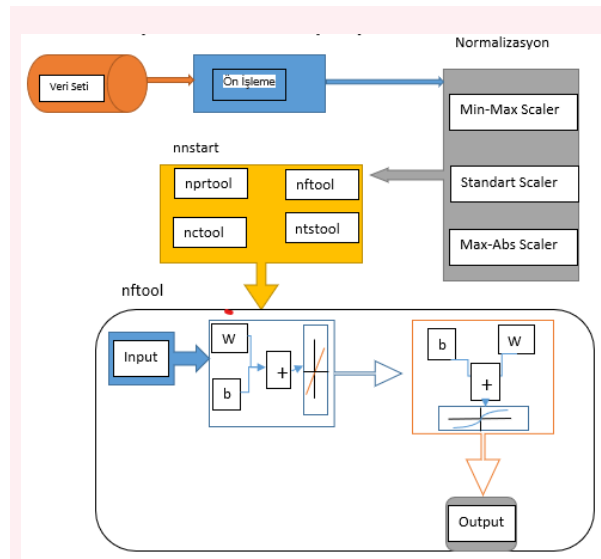 Normalizasyon
Veri Seti
Ön İşleme
Min-Max Scaler
nnstart
nprtool
nftool
Standart Scaler
nctool
ntstool
Max-Abs Scaler
nftool
Input
W
b
+
b
W
+
Output